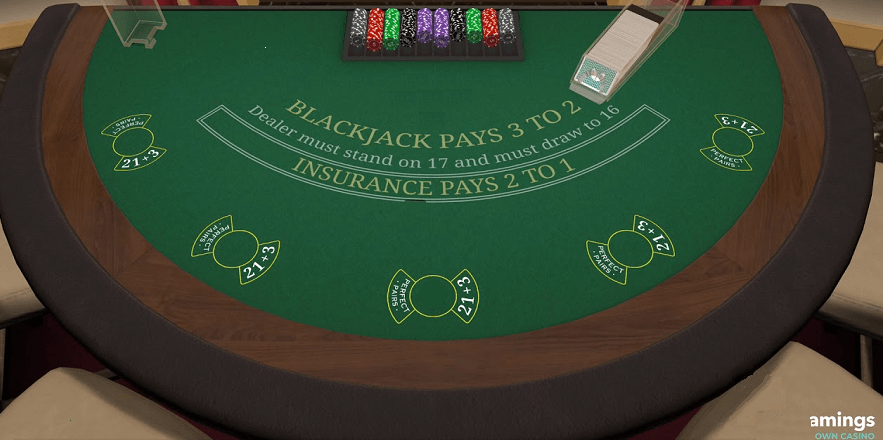 BLACKJACK PAYS 3 TO 2
Dealer must stand on 17 and must draw to 16
INSURANCE PAYS 2 TO 1
PERFECT
PAIRS
21+3
21+3
PERFECT
PAIRS
PERFECT
PAIRS
21+3
PERFECT
PAIRS
21+3
PERFECT
PAIRS
21+3
amings
OWN CASINO